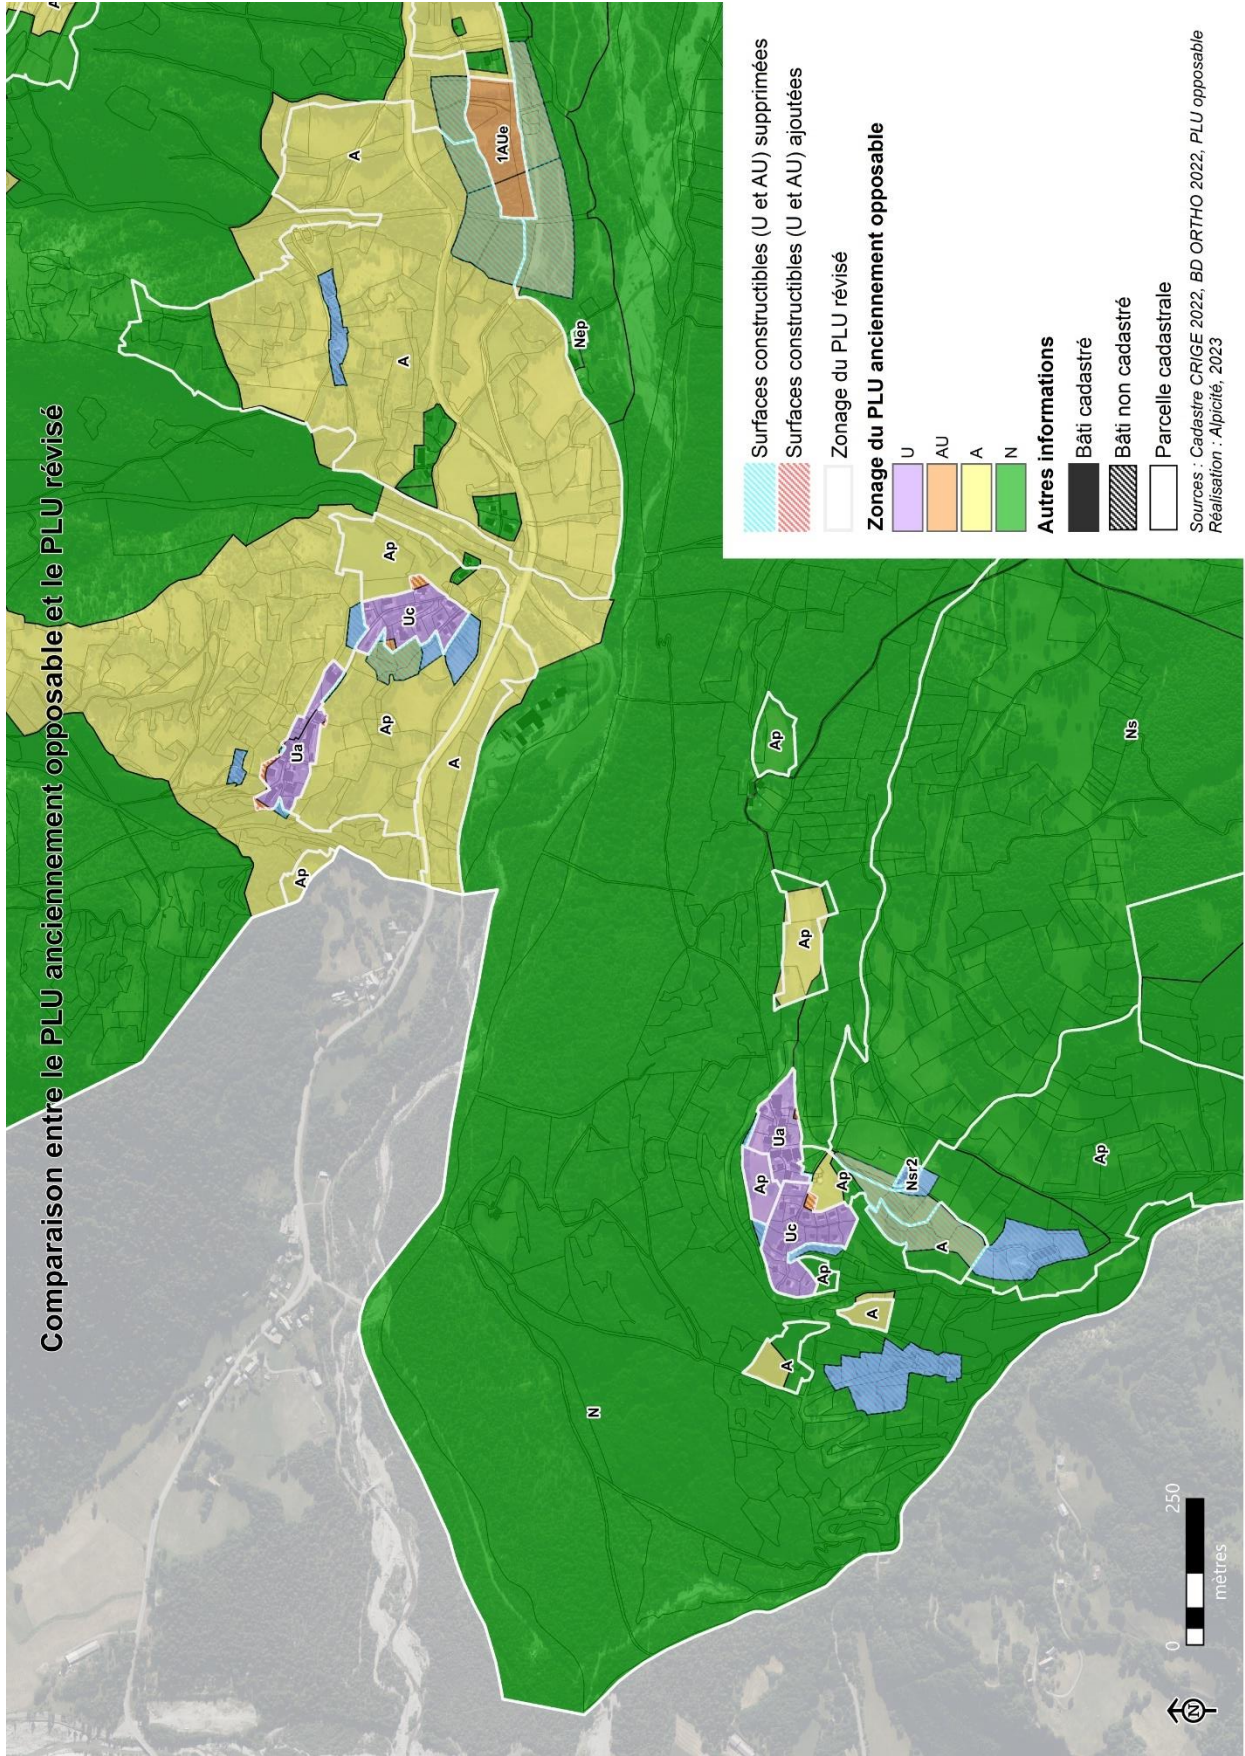 Comparaison entre le PLU anciennement opposable et le PLU révisé
A
A
1AUe
A
Nep
Ap
Uc
Ua
Ap
A
Ap
Ap
Ap
Ns
Ua
Ap
Uc
Ap
Ap
Nsr2
Ap
A
A
A
N
Surfaces constructibles (U et AU) supprimées
Surfaces constructibles (U et AU) ajoutées
Zonage du PLU révisé
Zonage du PLU anciennement opposable
U
AU
A
N
Autres informations
Bâti cadastré
Bâti non cadastré
Parcelle cadastrale
Sources : Cadastre CRIGE 2022, BD ORTHO 2022, PLU opposable
Réalisation : Alpicité, 2023
0 250
mètres
N